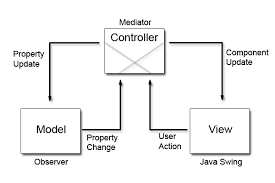 Mediator
Controller
Property
Update
Component
Update
Model
Property
Change
User
Action
View
Observer
Java Swing